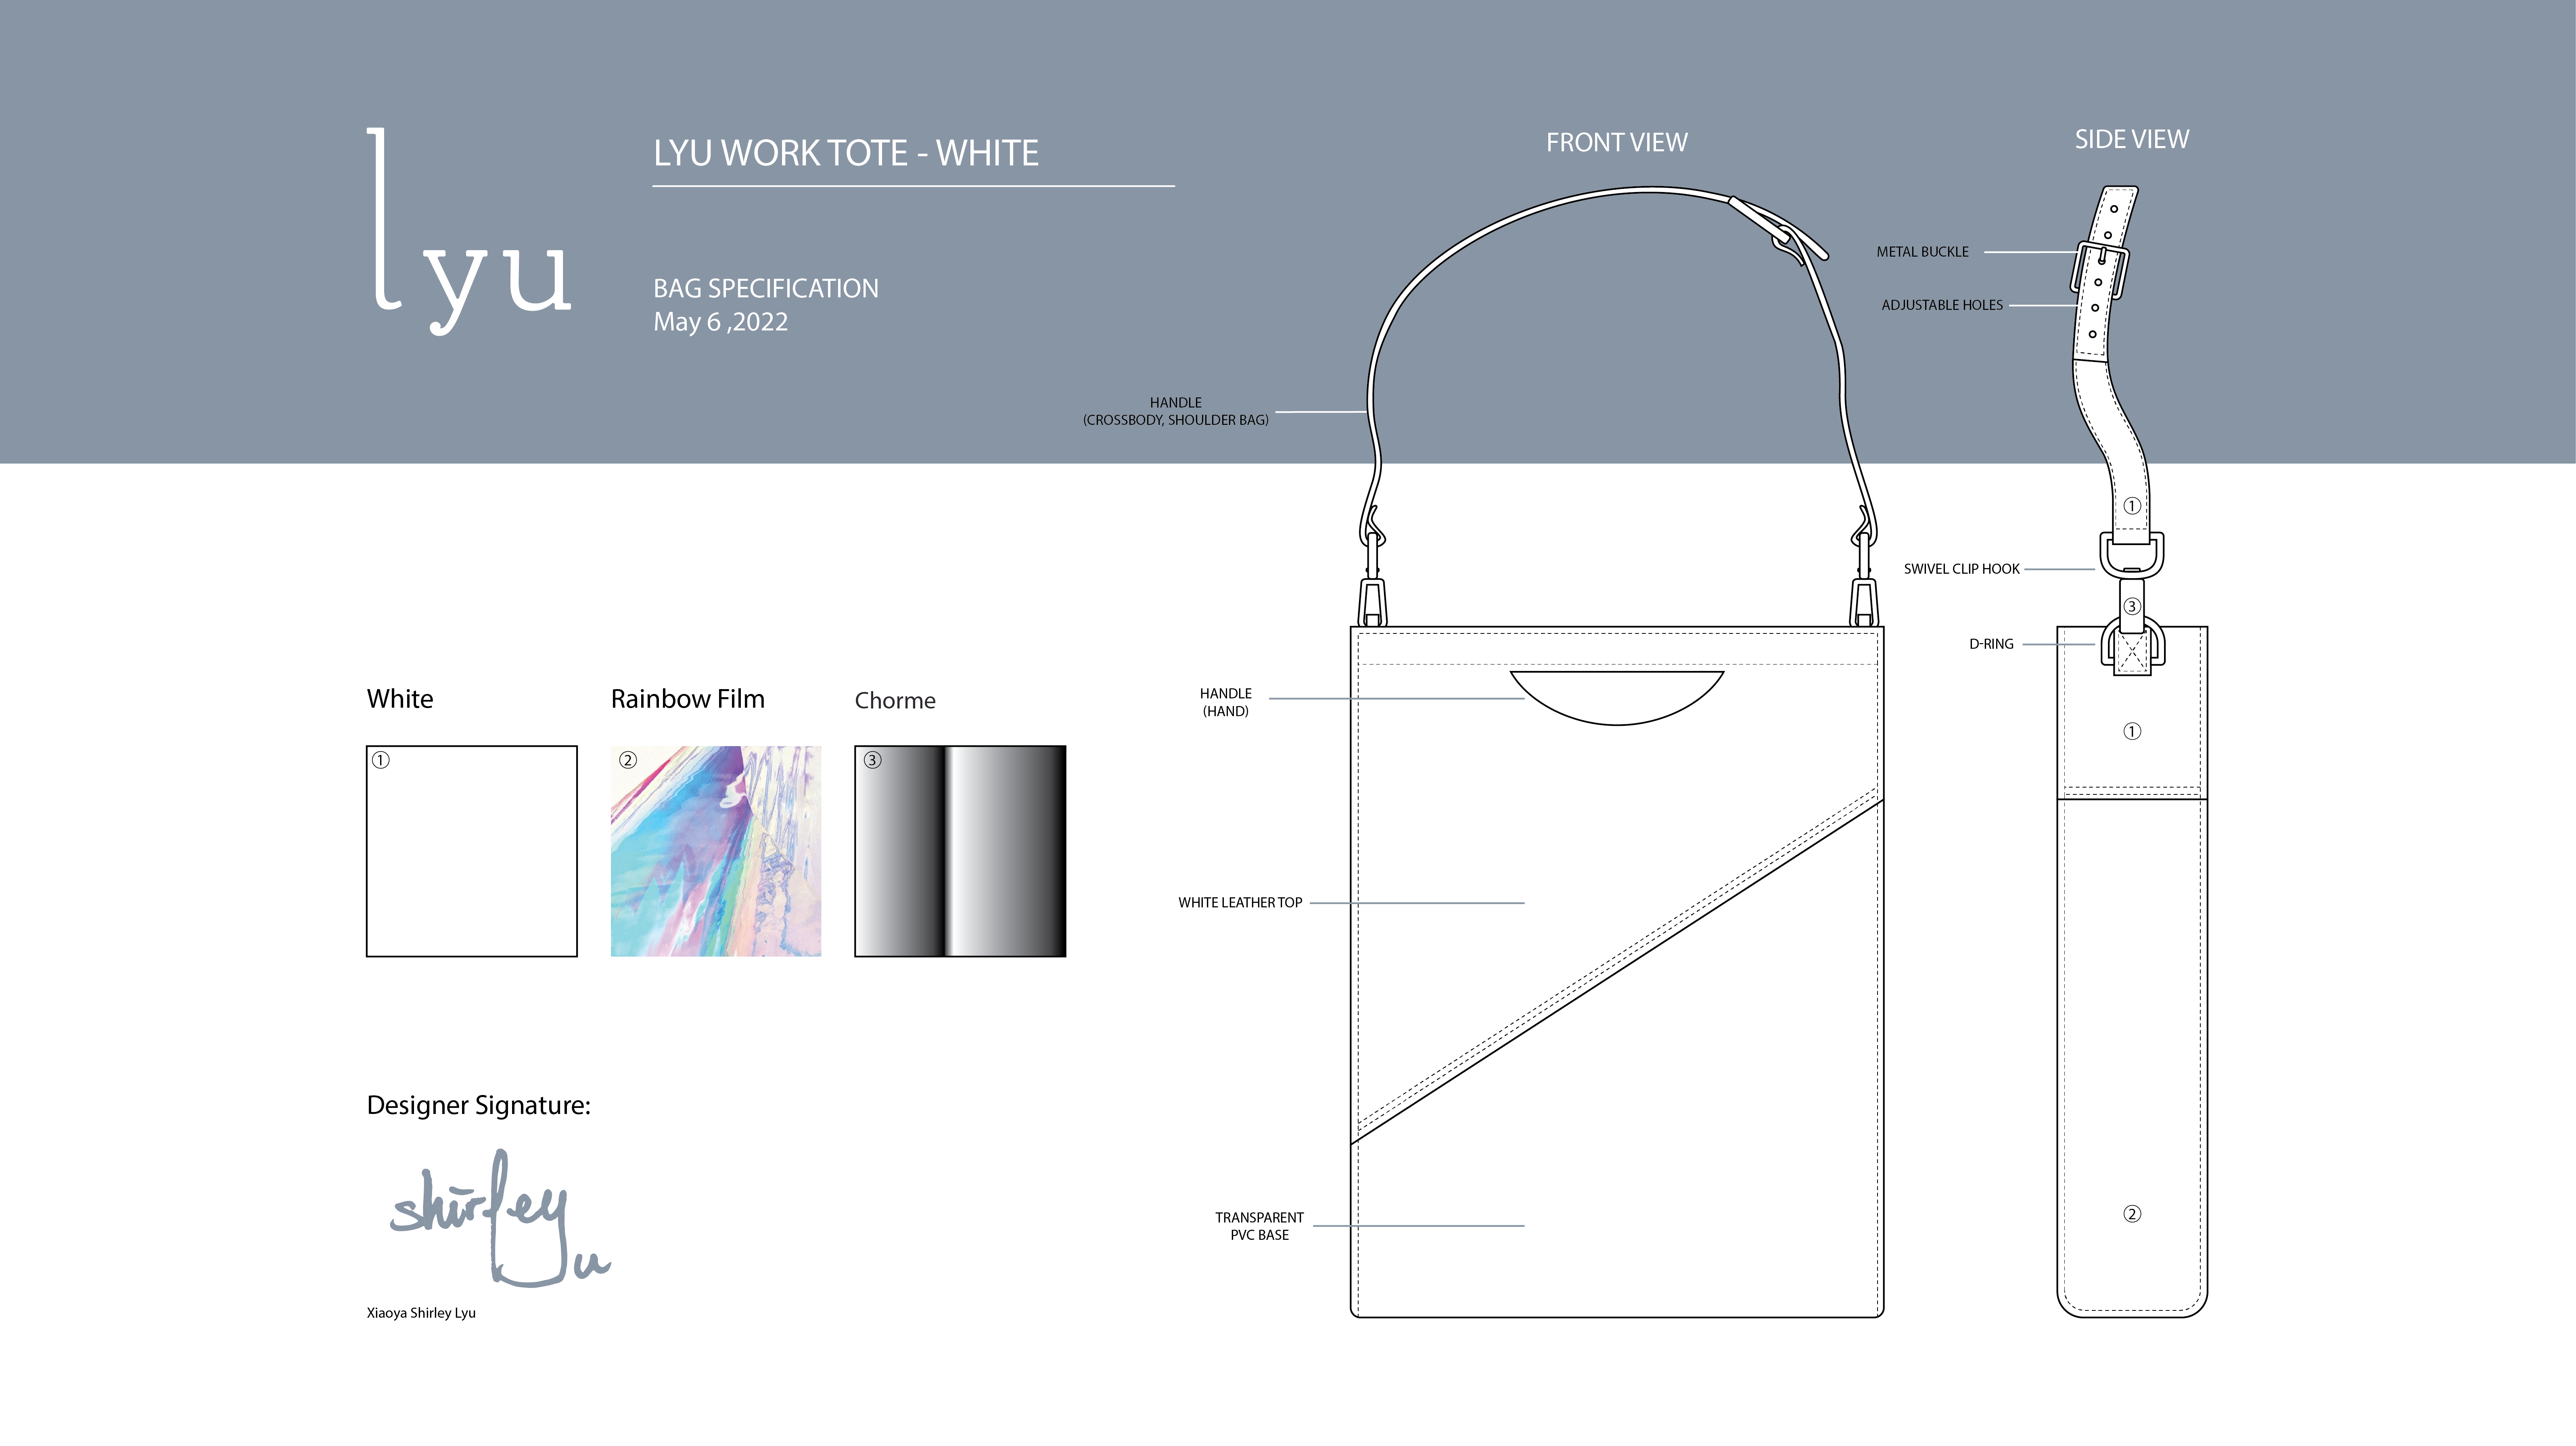 lyu
LYU WORK TOTE - WHITE
BAG SPECIFICATION
May 6 ,2022
FRONT VIEW
SIDE VIEW
METAL BUCKLE
ADJUSTABLE HOLES
HANDLE
(CROSSBODY, SHOULDER BAG)
①
SWIVEL CLIP HOOK
③
D-RING
HANDLE
(HAND)
①
WHITE LEATHER TOP
TRANSPARENT
PVC BASE
②
White
Rainbow Film
Chorme
①
②
③
Designer Signature:
shirley
yu
Xiaoya Shirley Lyu